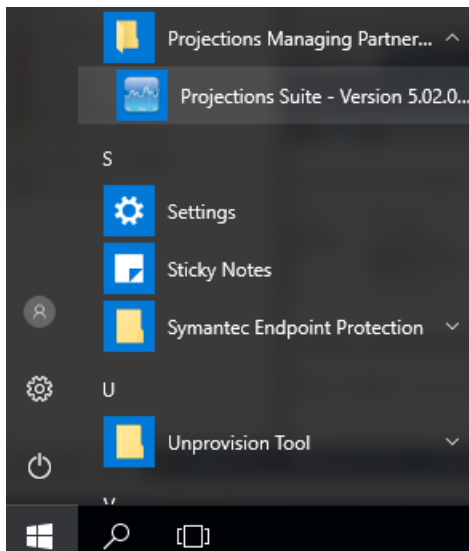 Projections Managing Partner...
Projections Suite - Version 5.02.0...
S
Settings
Sticky Notes
Symantec Endpoint Protection
U
Unprovision Tool
V